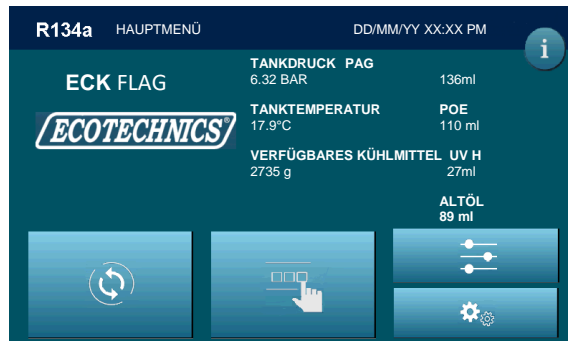 R134a HAUPTMENÜ DD/MM/YY XX:XX PM
i
ECK FLAG
ECOTECHNICS®
TANKDRUCK PAG
6.32 BAR 136ml
TANKTEMPERATUR POE
17.9°C 110 ml
VERFÜGBARES KÜHLMITTEL UV H
2735 g 27ml
ALTÖL
89 ml